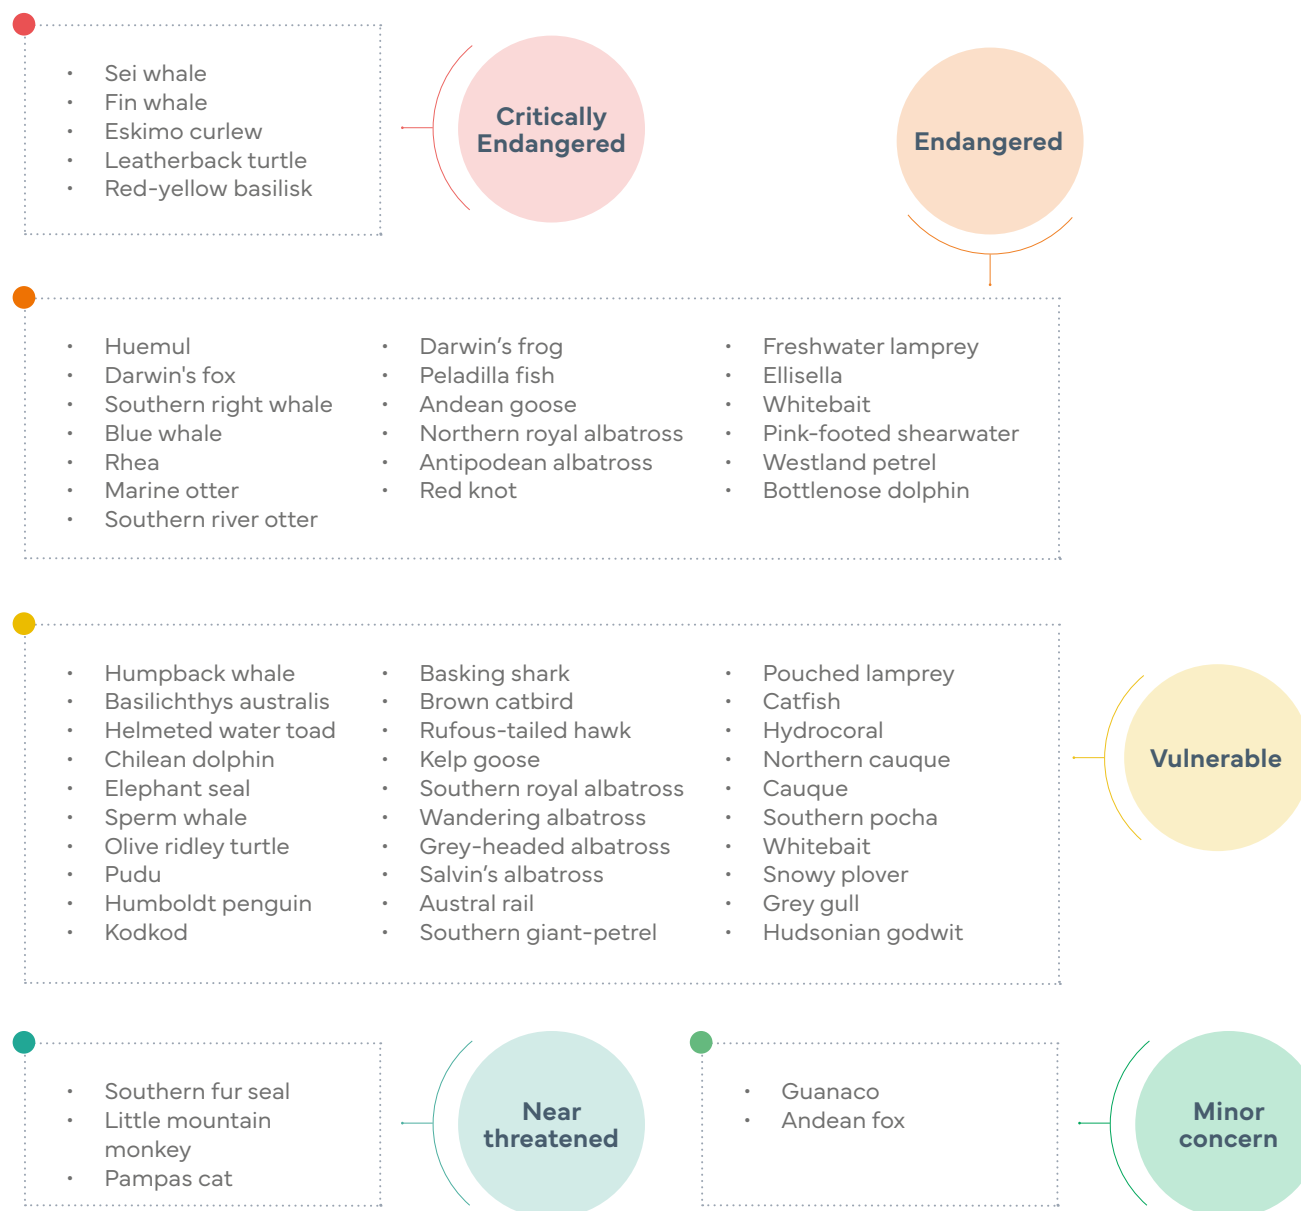 • Sei whale
• Fin whale
• Eskimo curlew
• Leatherback turtle
• Red-yellow basilisk
Critically
Endangered
Endangered
• Huemul
• Darwin's fox
• Southern right whale
• Blue whale
• Rhea
• Marine otter
• Southern river otter
• Darwin’s frog
• Peladilla fish
• Andean goose
• Northern royal albatross
• Antipodean albatross
• Red knot
• Freshwater lamprey
• Ellisella
• Whitebait
• Pink-footed shearwater
• Westland petrel
• Bottlenose dolphin
• Humpback whale
• Basilichthys australis
• Helmeted water toad
• Chilean dolphin
• Elephant seal
• Sperm whale
• Olive ridley turtle
• Pudu
• Humboldt penguin
• Kodkod
• Basking shark
• Brown catbird
• Rufous-tailed hawk
• Kelp goose
• Southern royal albatross
• Wandering albatross
• Grey-headed albatross
• Salvin’s albatross
• Austral rail
• Southern giant-petrel
• Pouched lamprey
• Catfish
• Hydrocoral
• Northern cauque
• Cauque
• Southern pocha
• Whitebait
• Snowy plover
• Grey gull
• Hudsonian godwit
Vulnerable
• Southern fur seal
• Little mountain
monkey
• Pampas cat
Near
threatened
• Guanaco
• Andean fox
Minor
concern